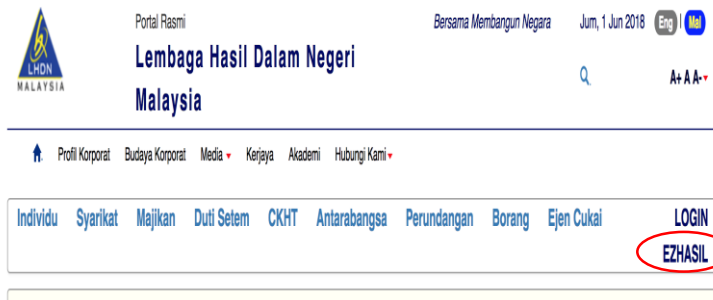 Portal Rasmi
Bersama Membangun Negara
Jum, 1 Jun 2018
Eng | Mal
LHDN
MALAYSIA
Lembaga Hasil Dalam Negeri
Malaysia
A+ A A-
Profil Korporat Budaya Korporat Media Kerjaya Akademi Hubungi Kami
Individu Syarikat Majikan Duti Setem CKHT Antarabangsa Perundangan Borang Ejen Cukai LOGIN
EZHASIL